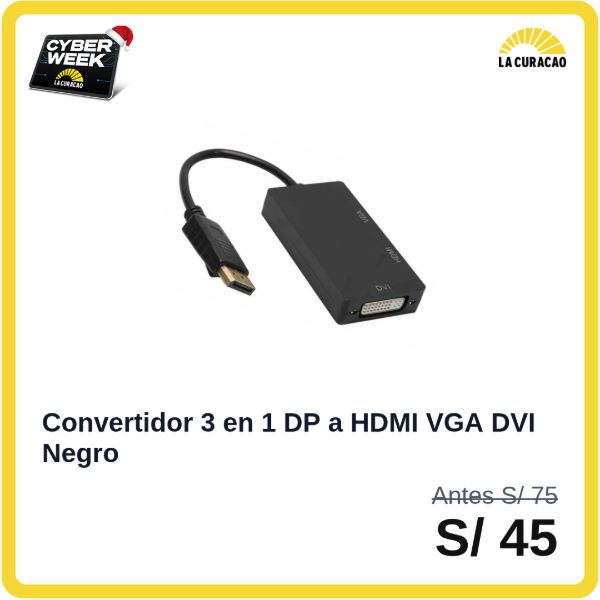 CYBER
WEEK
LA CURACAO
LA CURACAO
VGA
HDMI
DVI
Convertidor 3 en 1 DP a HDMI VGA DVI
Negro
Antes S/ 75
S/ 45